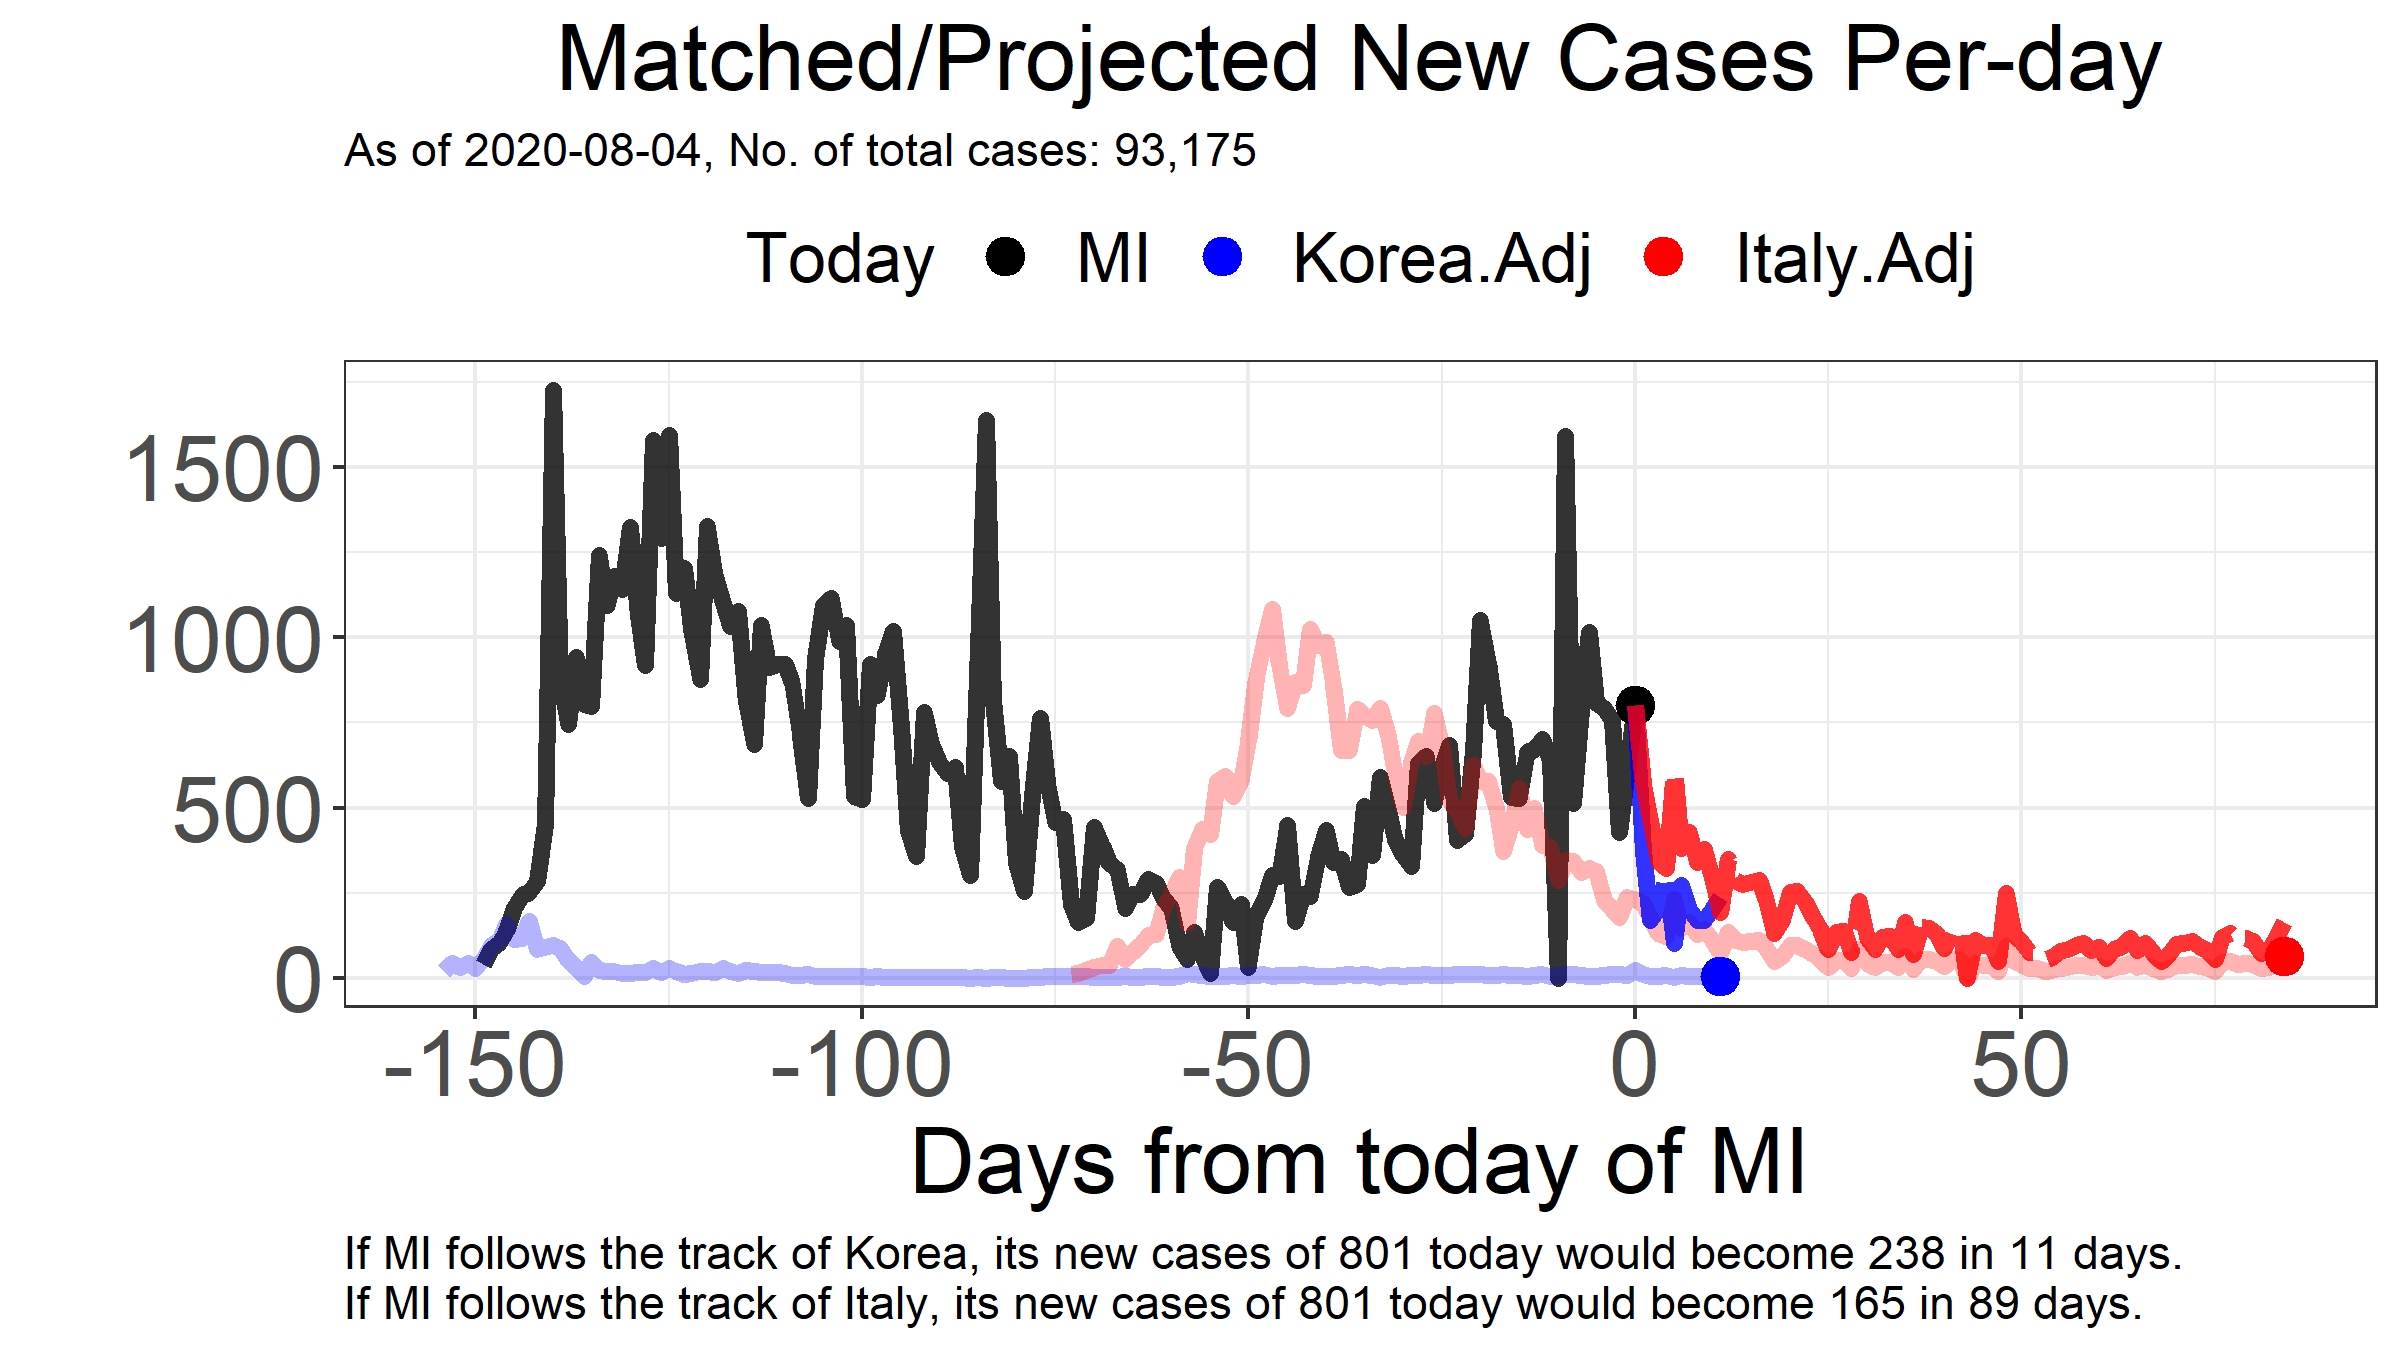 Matched/Projected New Cases Per-day
As of 2020-08-04, No. of total cases: 93,175
Today MI Korea.Adj Italy.Adj
1500
1000
500
0
-150 -100 -50 0 50
Days from today of MI
If MI follows the track of Korea, its new cases of 801 today would become 238 in 11 days.
If MI follows the track of Italy, its new cases of 801 today would become 165 in 89 days.